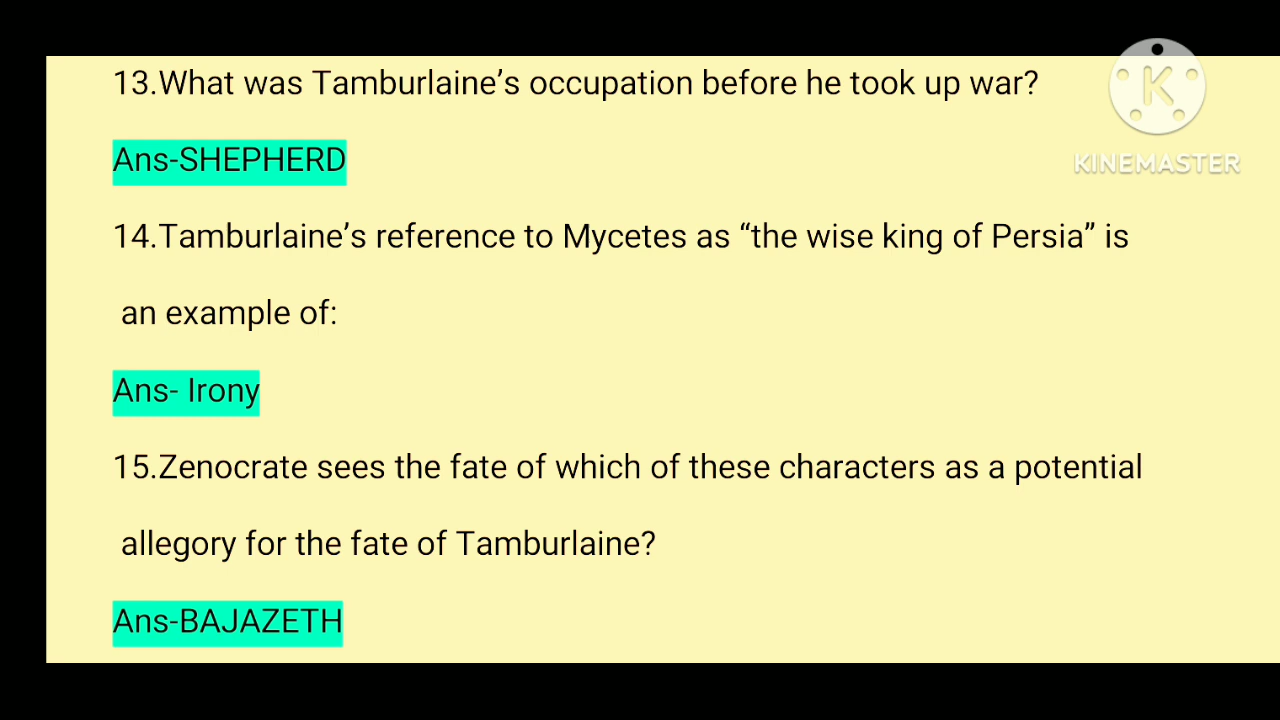 13.What was Tamburlaine’s occupation before he took up war?
K
KINEMASTER
Ans-SHEPHERD
14.Tamburlaine’s reference to Mycetes as “the wise king of Persia” is
an example of:
Ans- Irony
15.Zenocrate sees the fate of which of these characters as a potential
allegory for the fate of Tamburlaine?
Ans-BAJAZETH